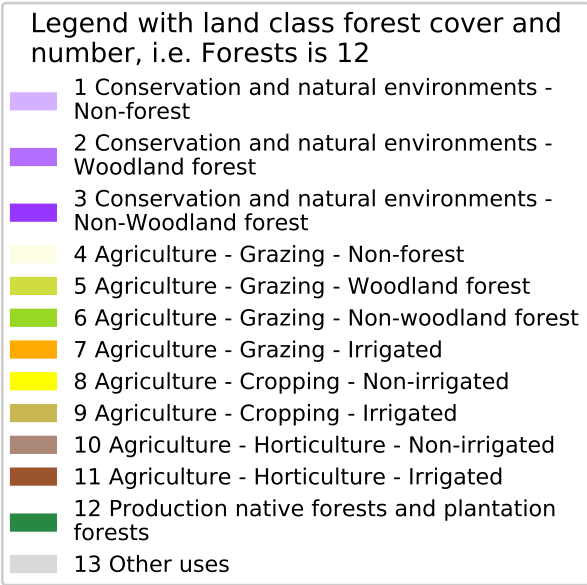 Legend with land class forest cover and
number, i.e. Forests is 12
1 Conservation and natural environments -
Non-forest
2 Conservation and natural environments -
Woodland forest
3 Conservation and natural environments -
Non-Woodland forest
4 Agriculture - Grazing - Non-forest
5 Agriculture - Grazing - Woodland forest
6 Agriculture - Grazing - Non-woodland forest
7 Agriculture - Grazing - Irrigated
8 Agriculture - Cropping - Non-irrigated
9 Agriculture - Cropping - Irrigated
10 Agriculture - Horticulture - Non-irrigated
11 Agriculture - Horticulture - Irrigated
12 Production native forests and plantation
forests
13 Other uses